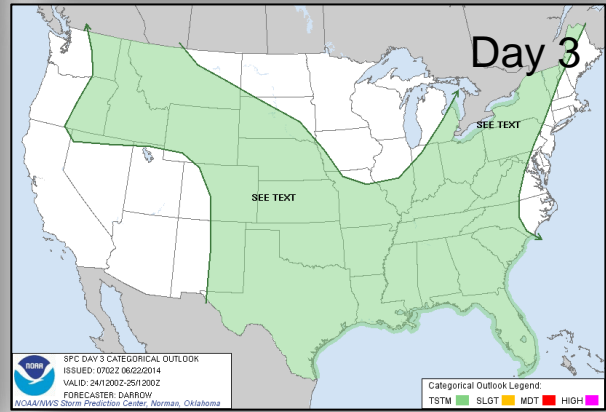 Day 3
SEE TEXT
SEE TEXT
NOAA
SPC DAY 3 CATEGORICAL OUTLOOK
ISSUED: 0702Z 06/22/2014
VALID: 24/1200Z-25/1200Z
FORECASTER: DARROW
NOAA/NWS Storm Prediction Center, Norman, Oklahoma
Categorical Outlook Legend:
TSTM SLGT MDT HIGH